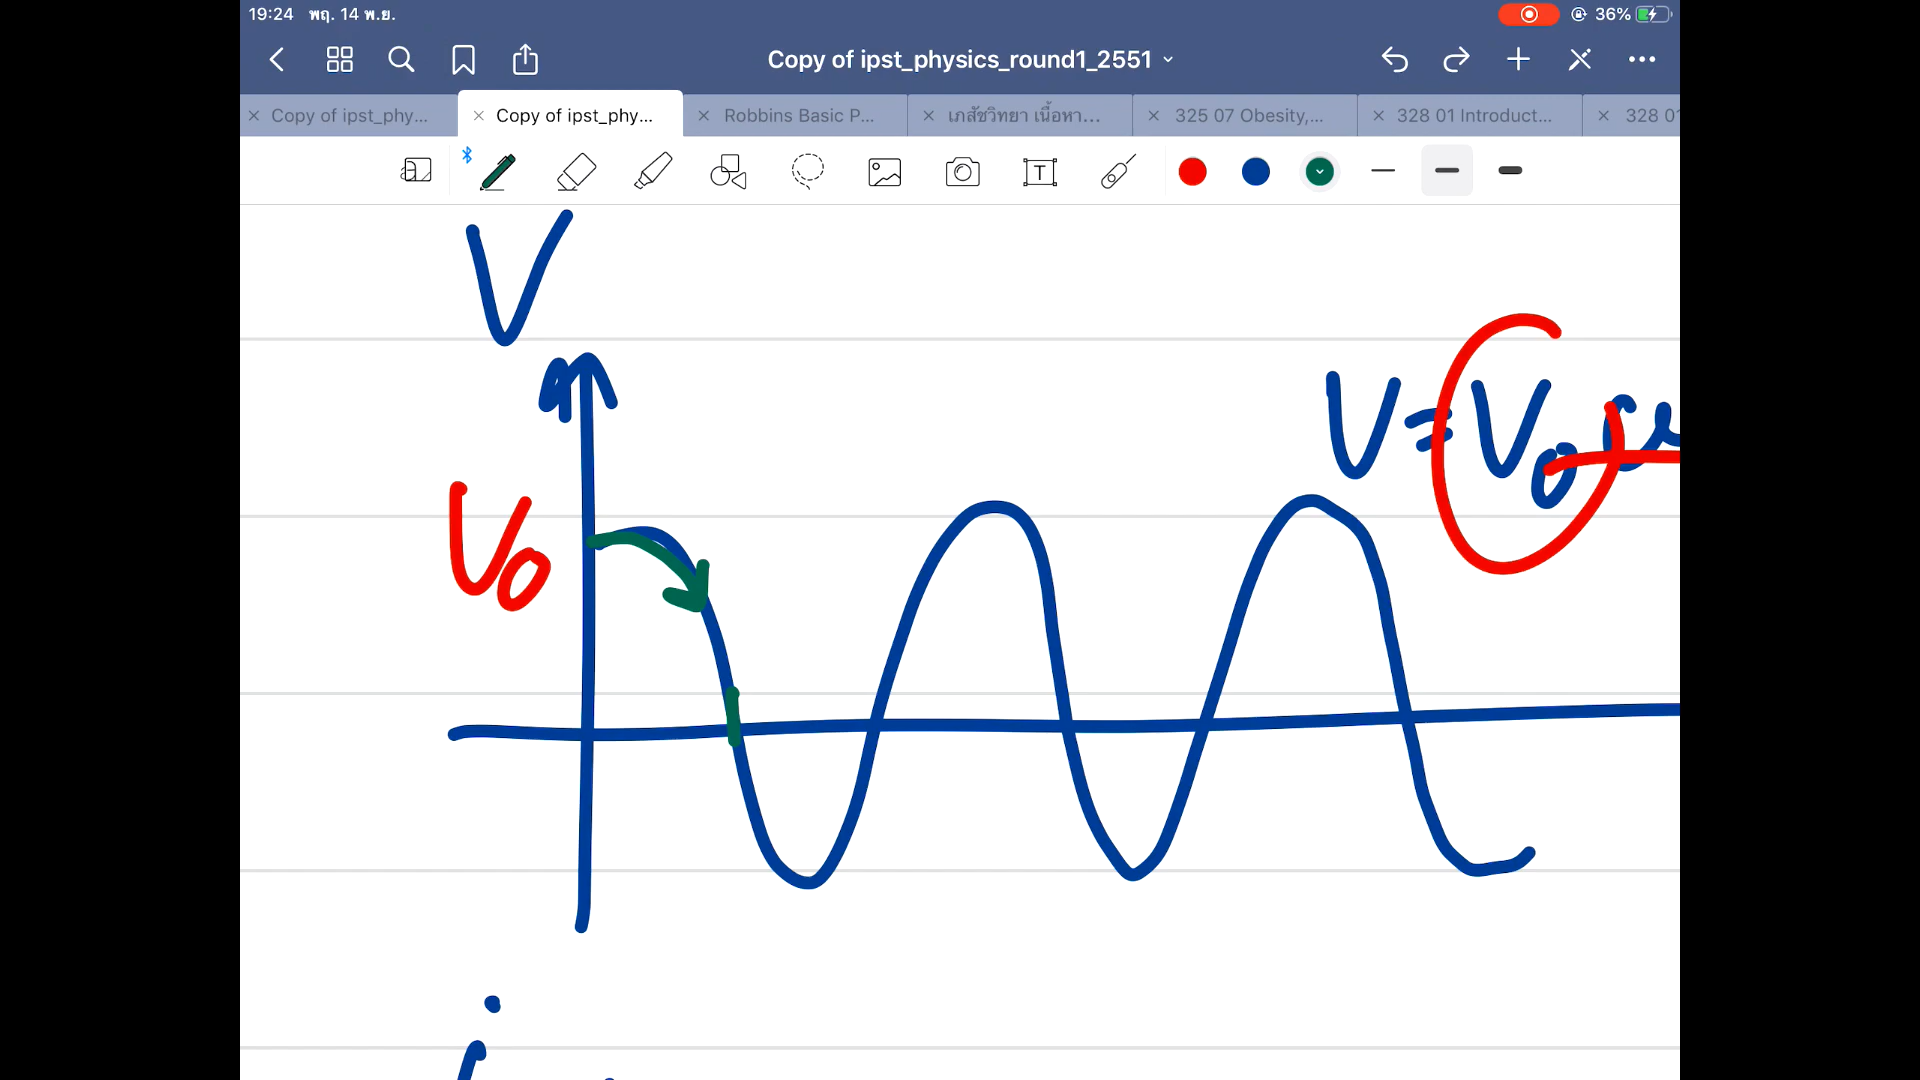 19:24 พฤ. 14 พ.ย.
36%
Copy of ipst_physics_round1_2551
Copy of ipst_phy...
Copy of ipst_phy...
Robbins Basic P...
เภสัชวิทยา เนื้อหา...
325 07 Obesity,...
328 01 Introduct...
328 01
T
V
V = V₀
V₀
i